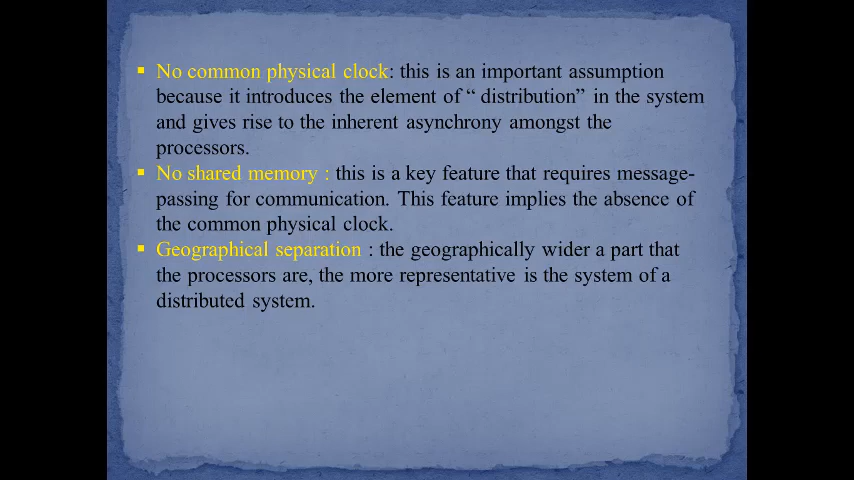 ▪ No common physical clock: this is an important assumption
because it introduces the element of “ distribution” in the system
and gives rise to the inherent asynchrony amongst the
processors.
▪ No shared memory : this is a key feature that requires message-
passing for communication. This feature implies the absence of
the common physical clock.
▪ Geographical separation : the geographically wider a part that
the processors are, the more representative is the system of a
distributed system.